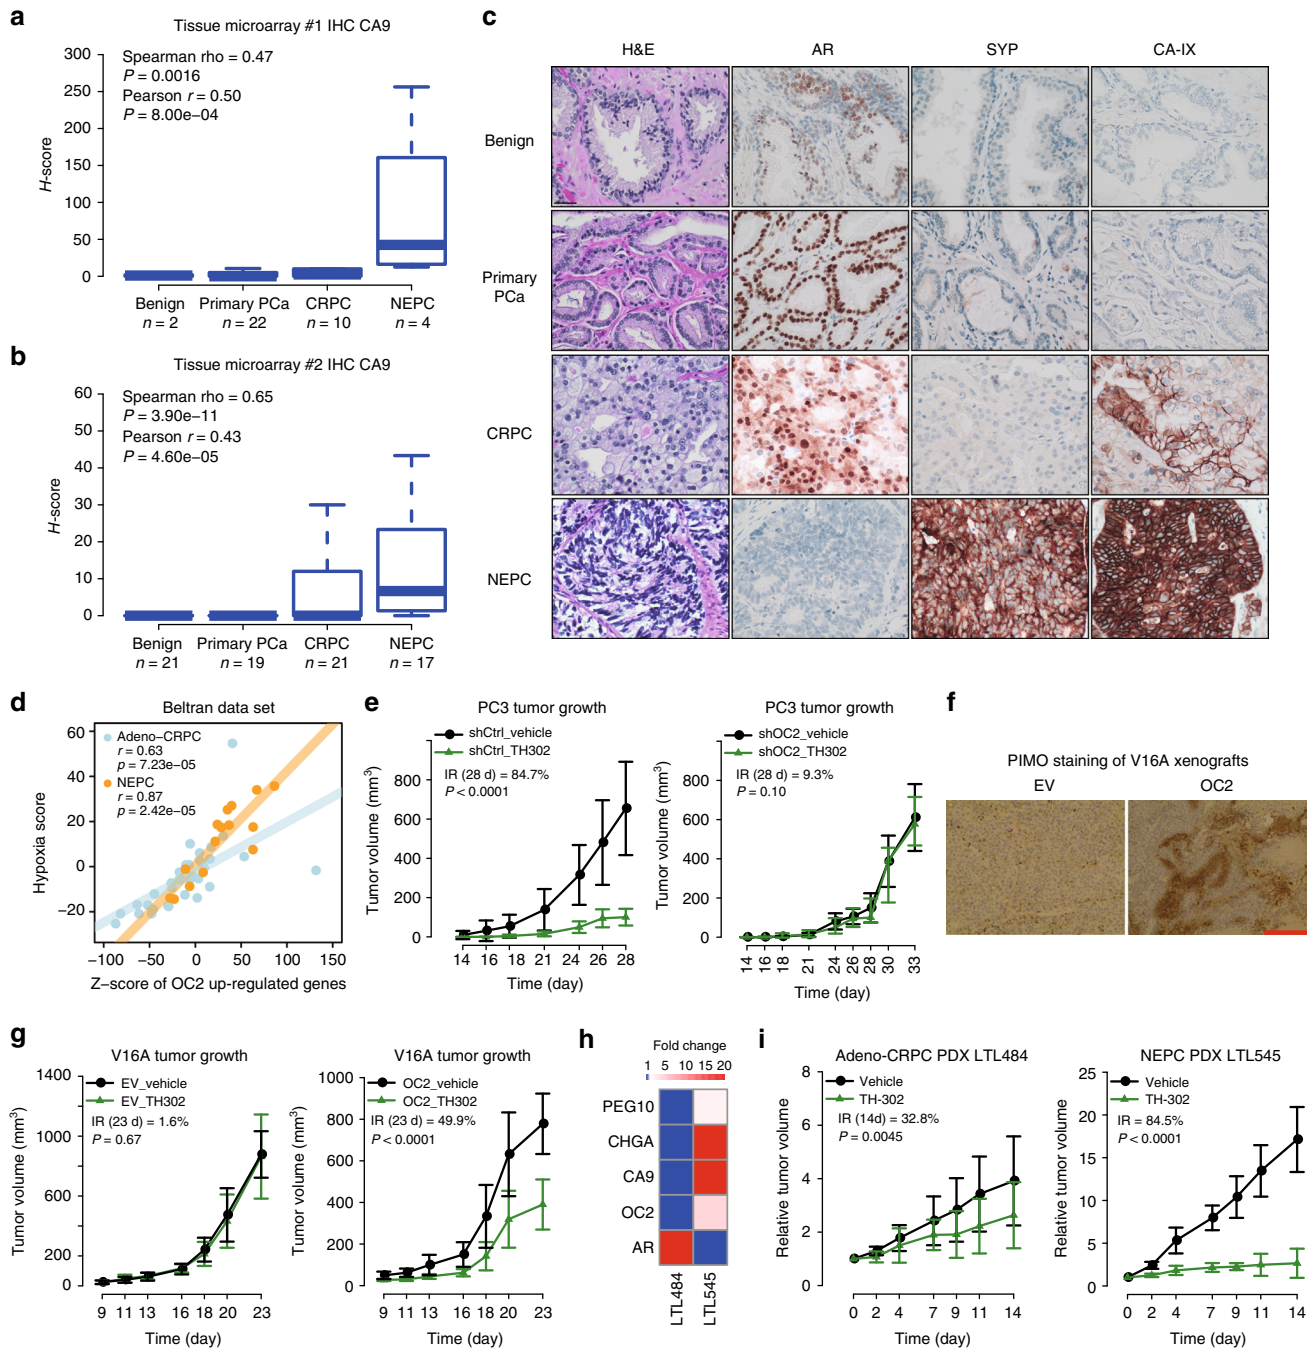 a
Tissue microarray #1 IHC CA9
Spearman rho = 0.47
P = 0.0016
Pearson r = 0.50
P = 8.00e−04
H-score
300
250
200
150
100
50
0
Benign Primary PCa CRPC NEPC
n = 2 n = 22 n = 10 n = 4
b
Tissue microarray #2 IHC CA9
Spearman rho = 0.65
P = 3.90e−11
Pearson r = 0.43
P = 4.60e−05
H-score
60
50
40
30
20
10
0
Benign Primary PCa CRPC NEPC
n = 21 n = 19 n = 21 n = 17
c
H&E AR SYP CA-IX
Benign
Primary
PCa
CRPC
NEPC
d
Beltran data set
Adeno−CRPC
r = 0.63
p = 7.23e−05
NEPC
r = 0.87
p = 2.42e−05
Hypoxia score
60
40
20
0
−20
−100 −50 0 50 100 150
Z−score of OC2 up-regulated genes
e
PC3 tumor growth
shCtrl_vehicle
shCtrl_TH302
IR (28 d) = 84.7%
P < 0.0001
Tumor volume (mm³)
800
600
400
200
0
14 16 18 21 24 26 28
Time (day)
PC3 tumor growth
shOC2_vehicle
shOC2_TH302
IR (28 d) = 9.3%
P = 0.10
Tumor volume (mm³)
800
600
400
200
0
14 16 18 21 24 26 28 30 33
Time (day)
f
PIMO staining of V16A xenografts
EV OC2
g
V16A tumor growth
EV_vehicle
EV_TH302
IR (23 d) = 1.6%
P = 0.67
Tumor volume (mm³)
1400
1000
600
200
0
9 11 13 16 18 20 23
Time (day)
V16A tumor growth
OC2_vehicle
OC2_TH302
IR (23 d) = 49.9%
P < 0.0001
Tumor volume (mm³)
1000
800
600
400
200
0
9 11 13 16 18 20 23
Time (day)
h
Fold change
1 5 10 15 20
PEG10
CHGA
CA9
OC2
AR
LTL484 LTL545
i
Adeno-CRPC PDX LTL484
Vehicle
TH-302
IR (14d) = 32.8%
P = 0.0045
Relative tumor volume
8
6
4
2
0
0 2 4 7 9 11 14
Time (day)
NEPC PDX LTL545
Vehicle
TH-302
IR = 84.5%
P < 0.0001
Relative tumor volume
25
20
15
10
5
0
0 2 4 7 9 11 14
Time (day)